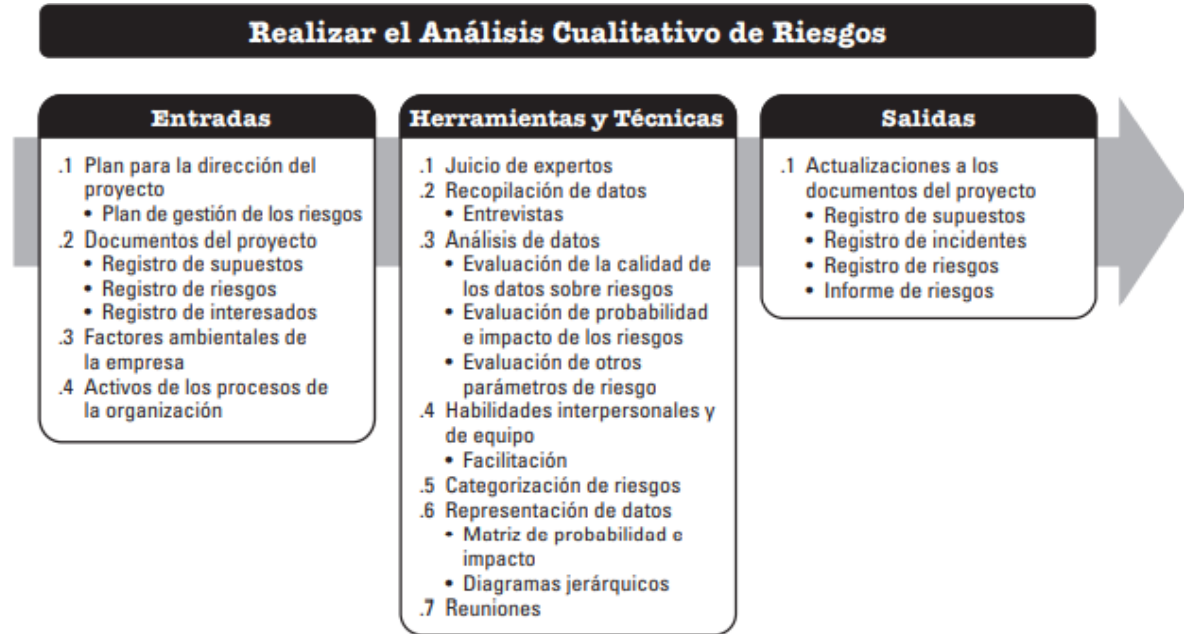 Realizar el Análisis Cualitativo de Riesgos
Entradas
.1 Plan para la dirección del
proyecto
• Plan de gestión de los riesgos
.2 Documentos del proyecto
• Registro de supuestos
• Registro de riesgos
• Registro de interesados
.3 Factores ambientales de
la empresa
.4 Activos de los procesos de
la organización
Herramientas y Técnicas
.1 Juicio de expertos
.2 Recopilación de datos
• Entrevistas
.3 Análisis de datos
• Evaluación de la calidad de
los datos sobre riesgos
• Evaluación de probabilidad
e impacto de los riesgos
• Evaluación de otros
parámetros de riesgo
.4 Habilidades interpersonales y
de equipo
• Facilitación
.5 Categorización de riesgos
.6 Representación de datos
• Matriz de probabilidad e
impacto
• Diagramas jerárquicos
.7 Reuniones
Salidas
.1 Actualizaciones a los
documentos del proyecto
• Registro de supuestos
• Registro de incidentes
• Registro de riesgos
• Informe de riesgos